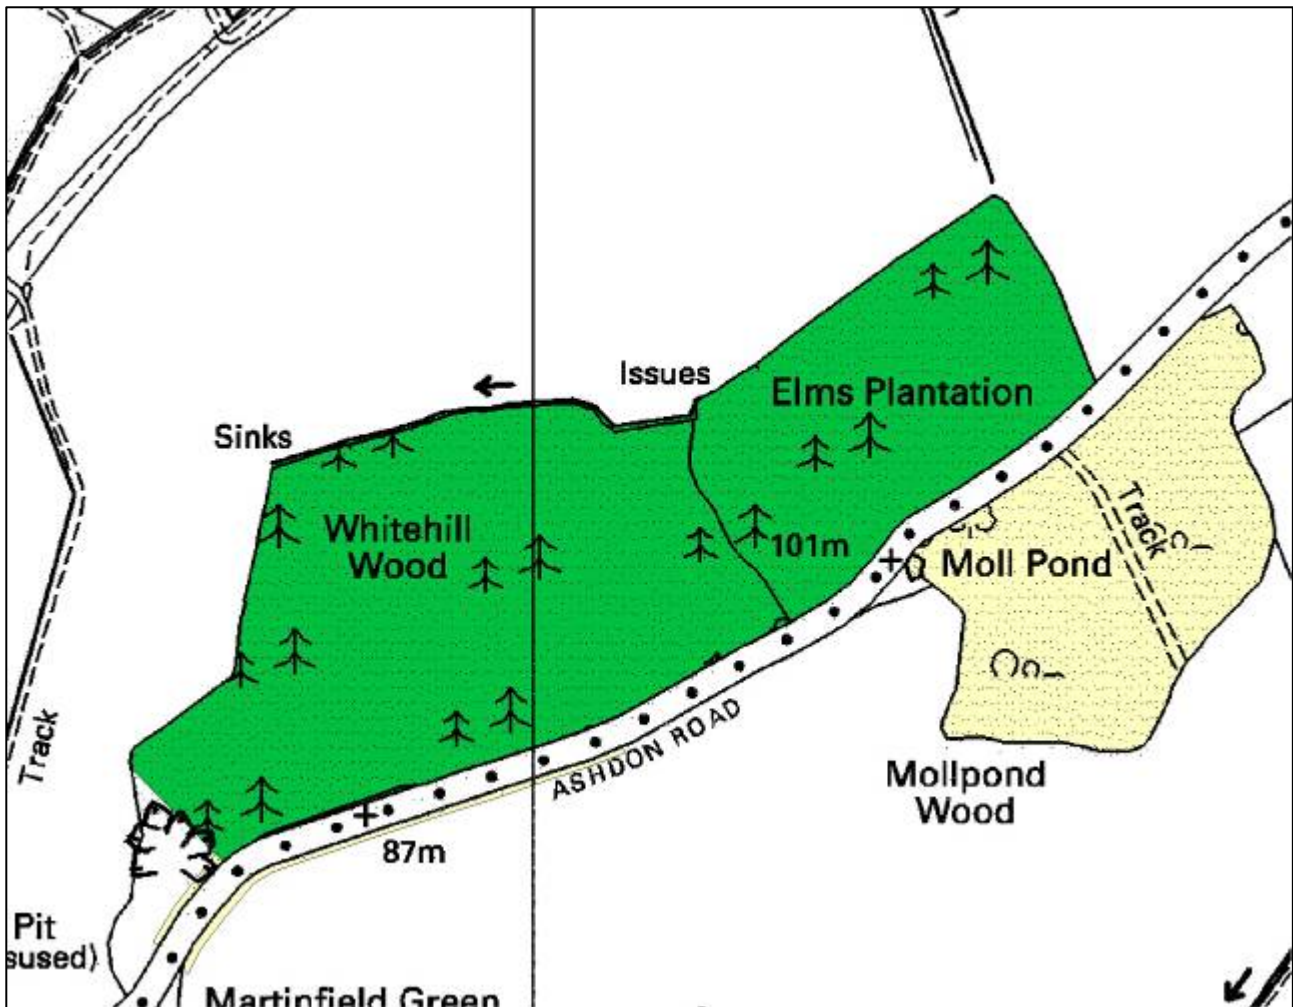 Issues
Elms Plantation
Sinks
Whitehill
Wood
101m
Moll Pond
Track
Track
ASHDON ROAD
Mollpond
Wood
87m
Pit
sused)
Martinfield Green